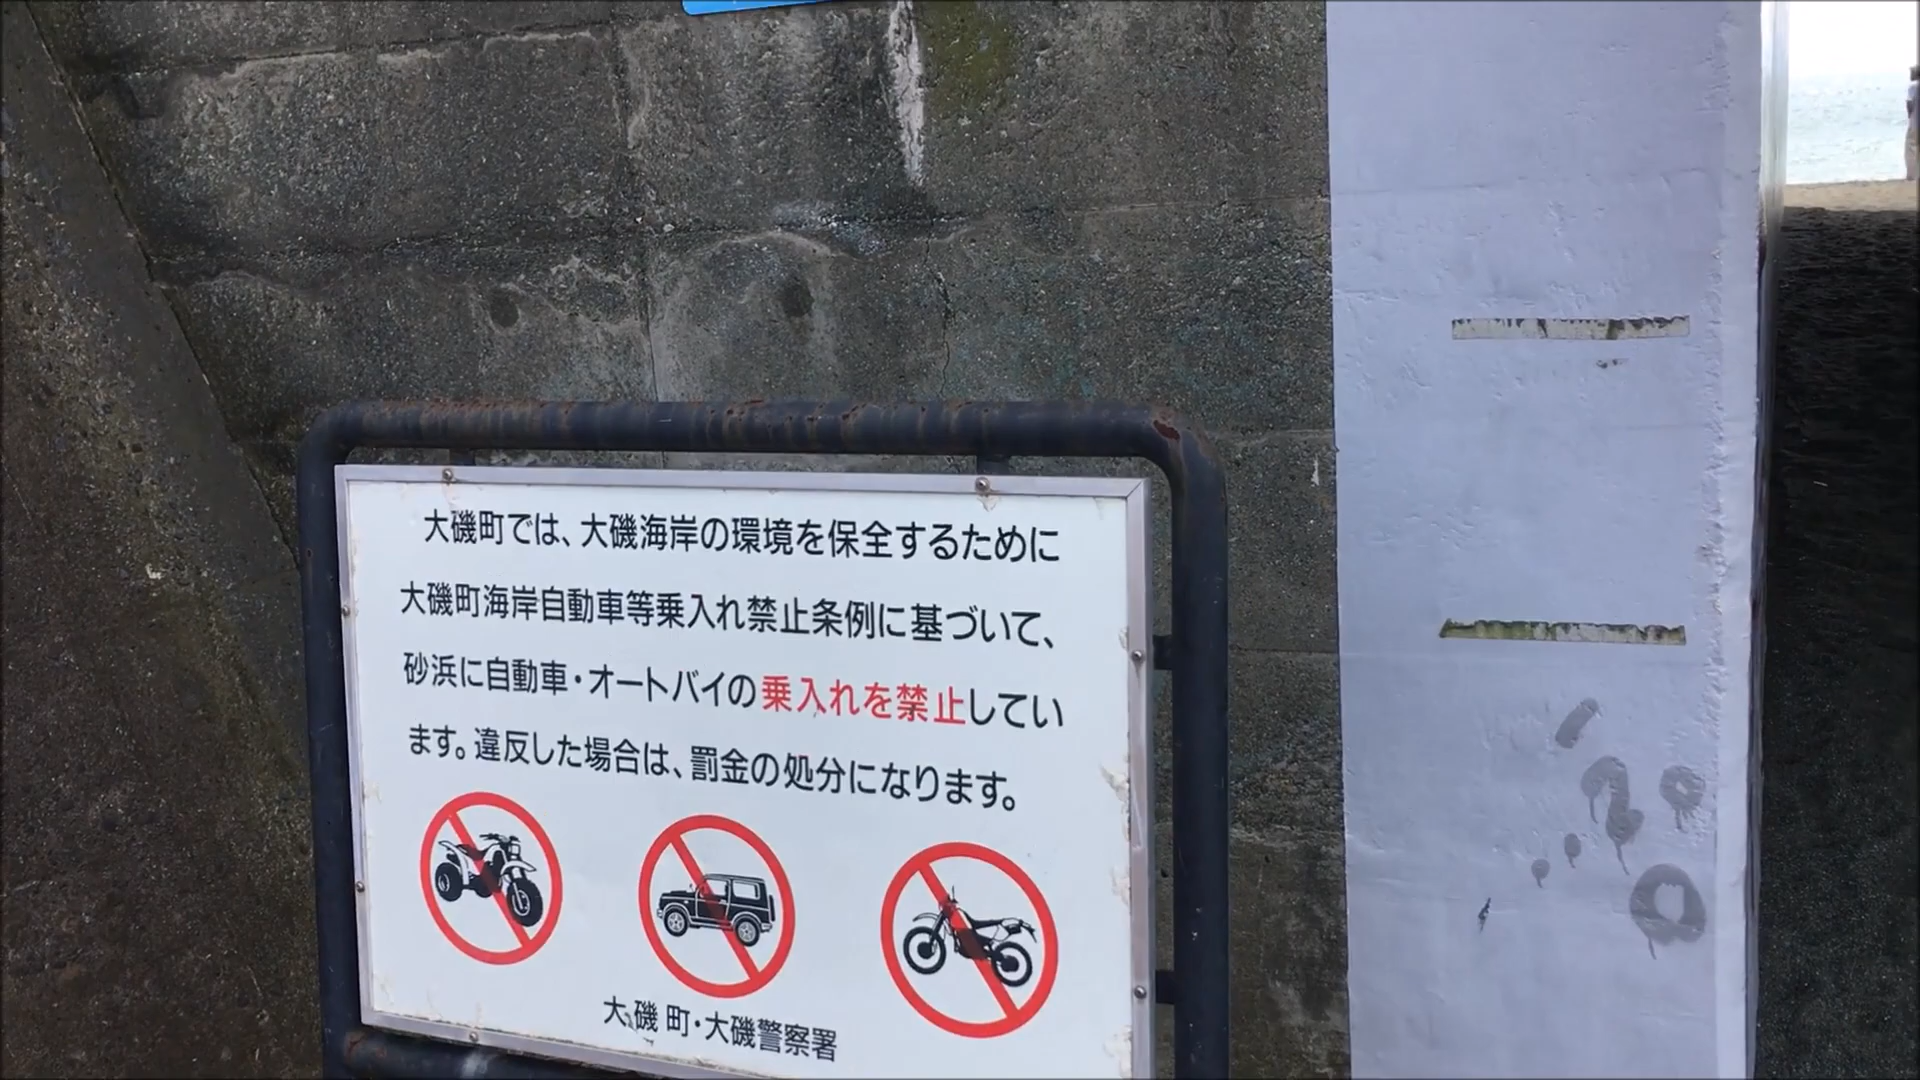 大磯町では、大磯海岸の環境を保全するために
大磯町海岸自動車等乗入れ禁止条例に基づいて、
砂浜に自動車・オートバイの乗入れを禁止してい
ます。違反した場合は、罰金の処分になります。
大磯町・大磯警察署